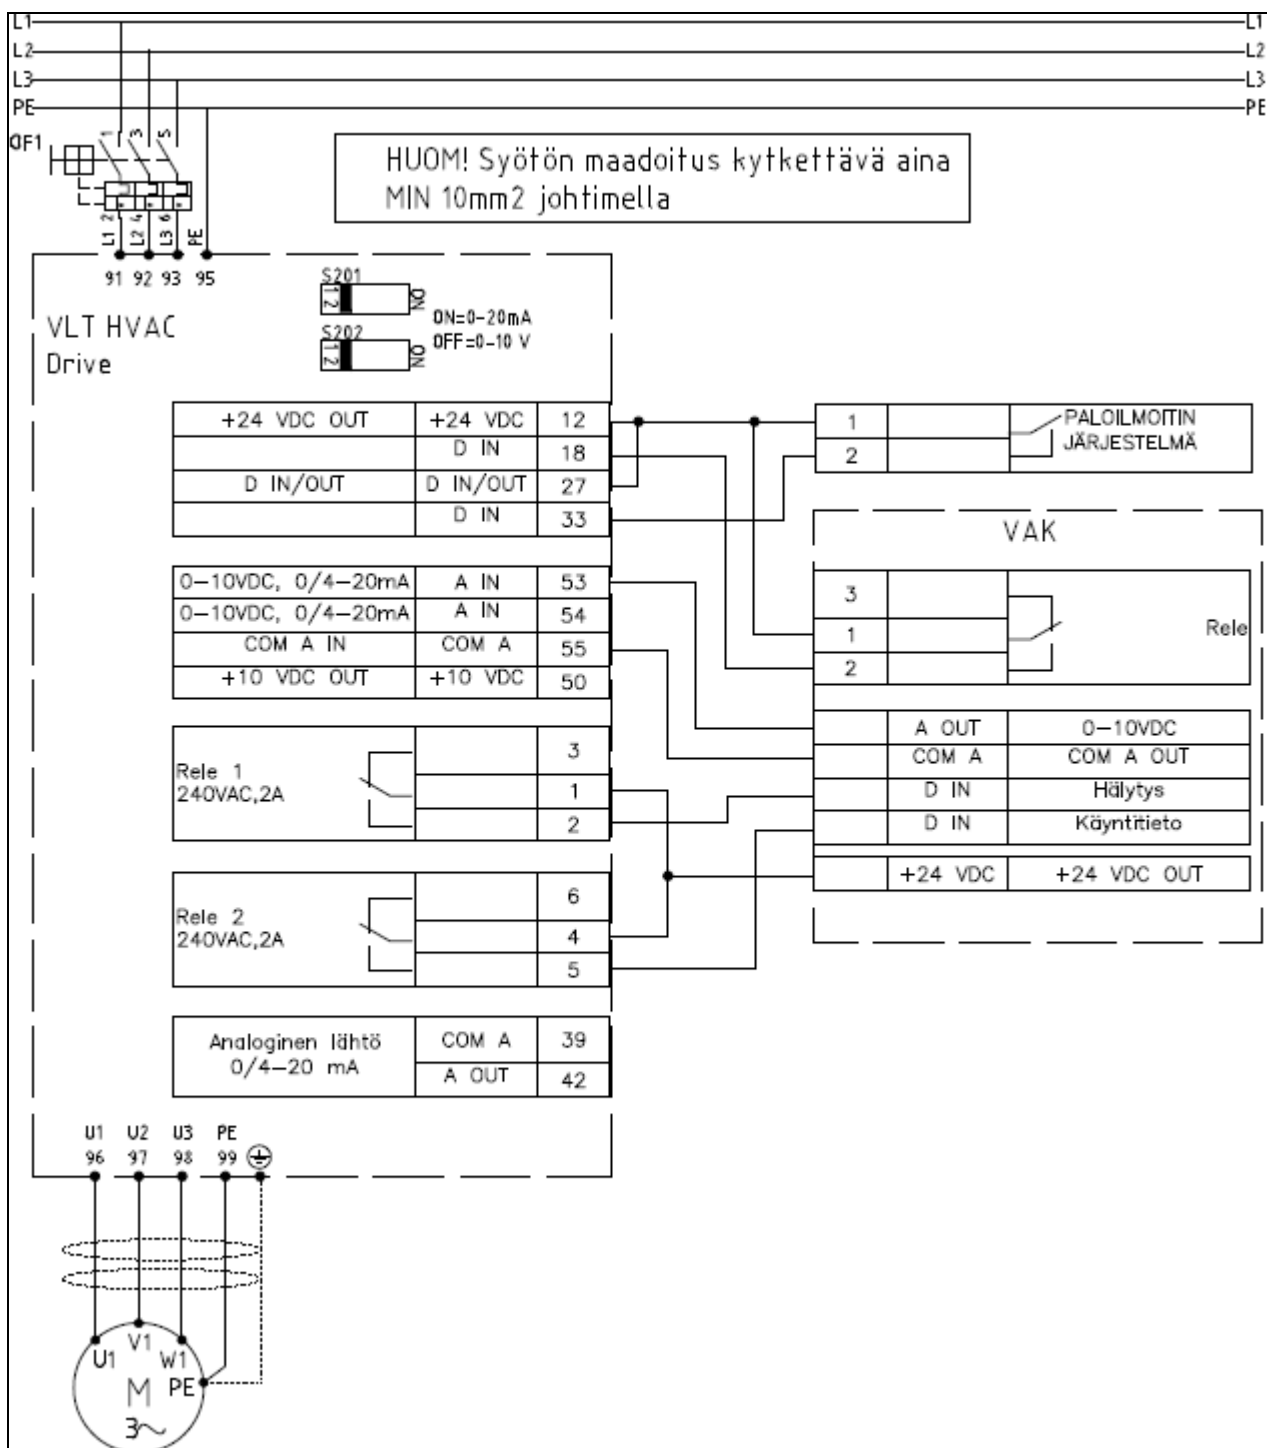 L1 L1
L2 L2
L3 L3
PE PE
QF1
1 3 5
2 4 6
L1 L2 L3 PE
91 92 93 95
HUOM! Syötön maadoitus kytkettävä aina
MIN 10mm2 johtimella
VLT HVAC
Drive
S201
1 2 ON
S202
1 2 ON
ON=0-20mA
OFF=0-10 V
+24 VDC OUT +24 VDC 12
D IN 18
D IN/OUT D IN/OUT 27
D IN 33
1 PALOILMOITIN
2 JÄRJESTELMÄ
VAK
0-10VDC, 0/4-20mA A IN 53
0-10VDC, 0/4-20mA A IN 54
COM A IN COM A 55
+10 VDC OUT +10 VDC 50
3
1 Rele
2
A OUT 0-10VDC
COM A COM A OUT
D IN Hälytys
D IN Käyntitieto
+24 VDC +24 VDC OUT
Rele 1
240VAC,2A
3
1
2
Rele 2
240VAC,2A
6
4
5
Analoginen lähtö
0/4-20 mA
COM A 39
A OUT 42
U1 U2 U3 PE
96 97 98 99
U1 V1 W1
M PE
3~